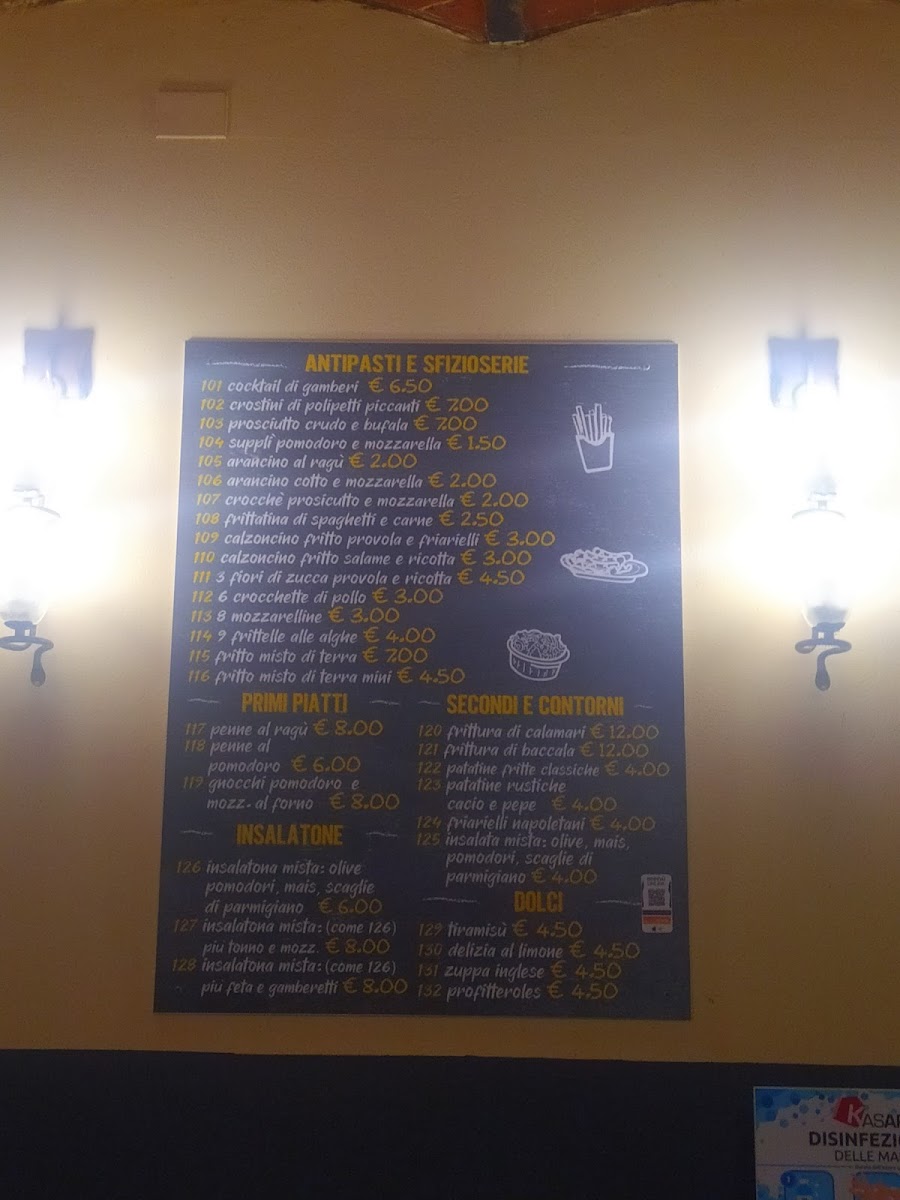 ANTIPASTI E SFIZIOSERIE
101 cocktail di gamberi € 6.50
102 crostini di polipetti piccanti € 7.00
103 prosciutto crudo e bufala € 7.00
104 supplì pomodoro e mozzarella € 1.50
105 arancino al ragù € 2.00
106 arancino cotto e mozzarella € 2.00
107 crocchè prosicutto e mozzarella € 2.00
108 frittatina di spaghetti e carne € 2.50
109 calzoncino fritto provola e friarielli € 3.00
110 calzoncino fritto salame e ricotta € 3.00
111 3 fiori di zucca provola e ricotta € 4.50
112 6 crocchette di pollo € 3.00
113 8 mozzarelline € 3.00
114 9 frittelle alle alghe € 4.00
115 fritto misto di terra € 7.00
116 fritto misto di terra mini € 4.50
PRIMI PIATTI
117 penne al ragù € 8.00
118 penne al
pomodoro € 6.00
119 gnocchi pomodoro e
mozz. al forno € 8.00
INSALATONE
126 insalatona mista: olive
pomodori, mais, scaglie
di parmigiano € 6.00
127 insalatona mista: (come 126)
più tonno e mozz. € 8.00
128 insalatona mista: (come 126)
più feta e gamberetti € 8.00
SECONDI E CONTORNI
120 frittura di calamari € 12.00
121 frittura di baccala € 12.00
122 patatine fritte classiche € 4.00
123 patatine rustiche
cacio e pepe € 4.00
124 friarielli napoletani € 4.00
125 insalata mista: olive, mais,
pomodori, scaglie di
parmigiano € 4.00
DOLCI
129 tiramisù € 4.50
130 delizia al limone € 4.50
131 zuppa inglese € 4.50
132 profitteroles € 4.50
KASA
DISINFEZI
DELLE MA